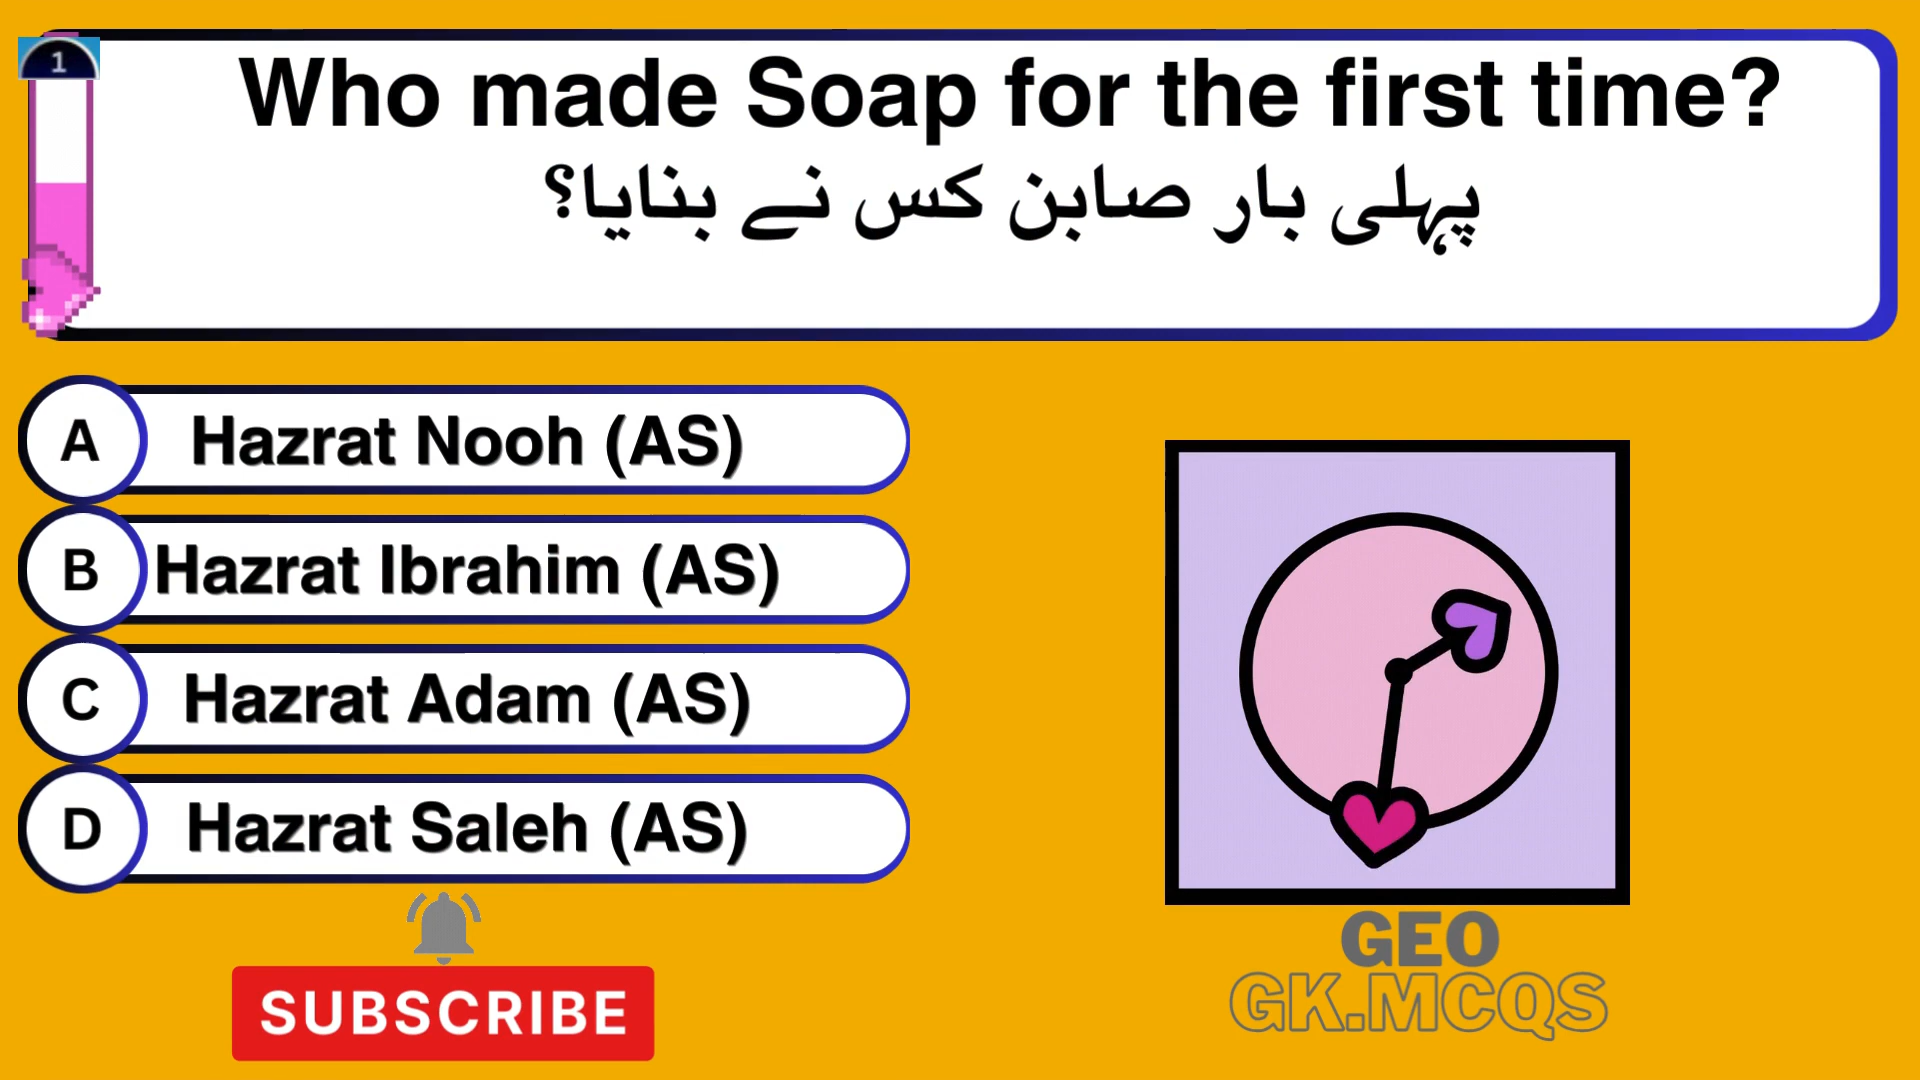 1
Who made Soap for the first time?
پہلی بار صابن کس نے بنایا؟
A Hazrat Nooh (AS)
B Hazrat Ibrahim (AS)
C Hazrat Adam (AS)
D Hazrat Saleh (AS)
SUBSCRIBE
GEO
GK.MCQS